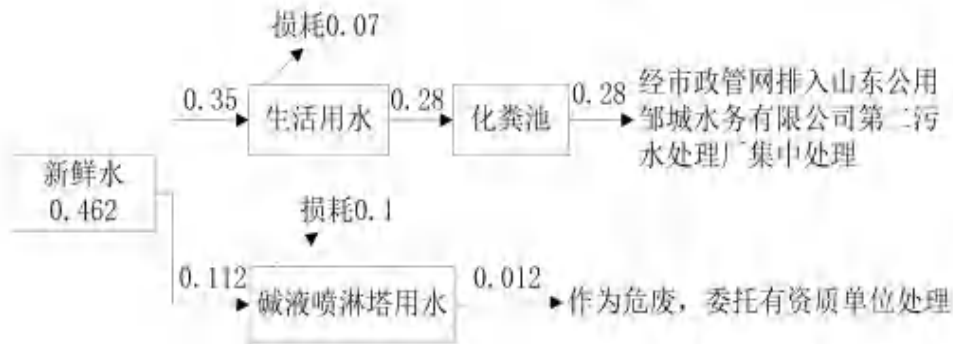 损耗0.07
0.35
生活用水
0.28
化粪池
0.28
经市政管网排入山东公用
邹城水务有限公司第二污
水处理厂集中处理
新鲜水
0.462
损耗0.1
0.112
碱液喷淋塔用水
0.012
作为危废，委托有资质单位处理